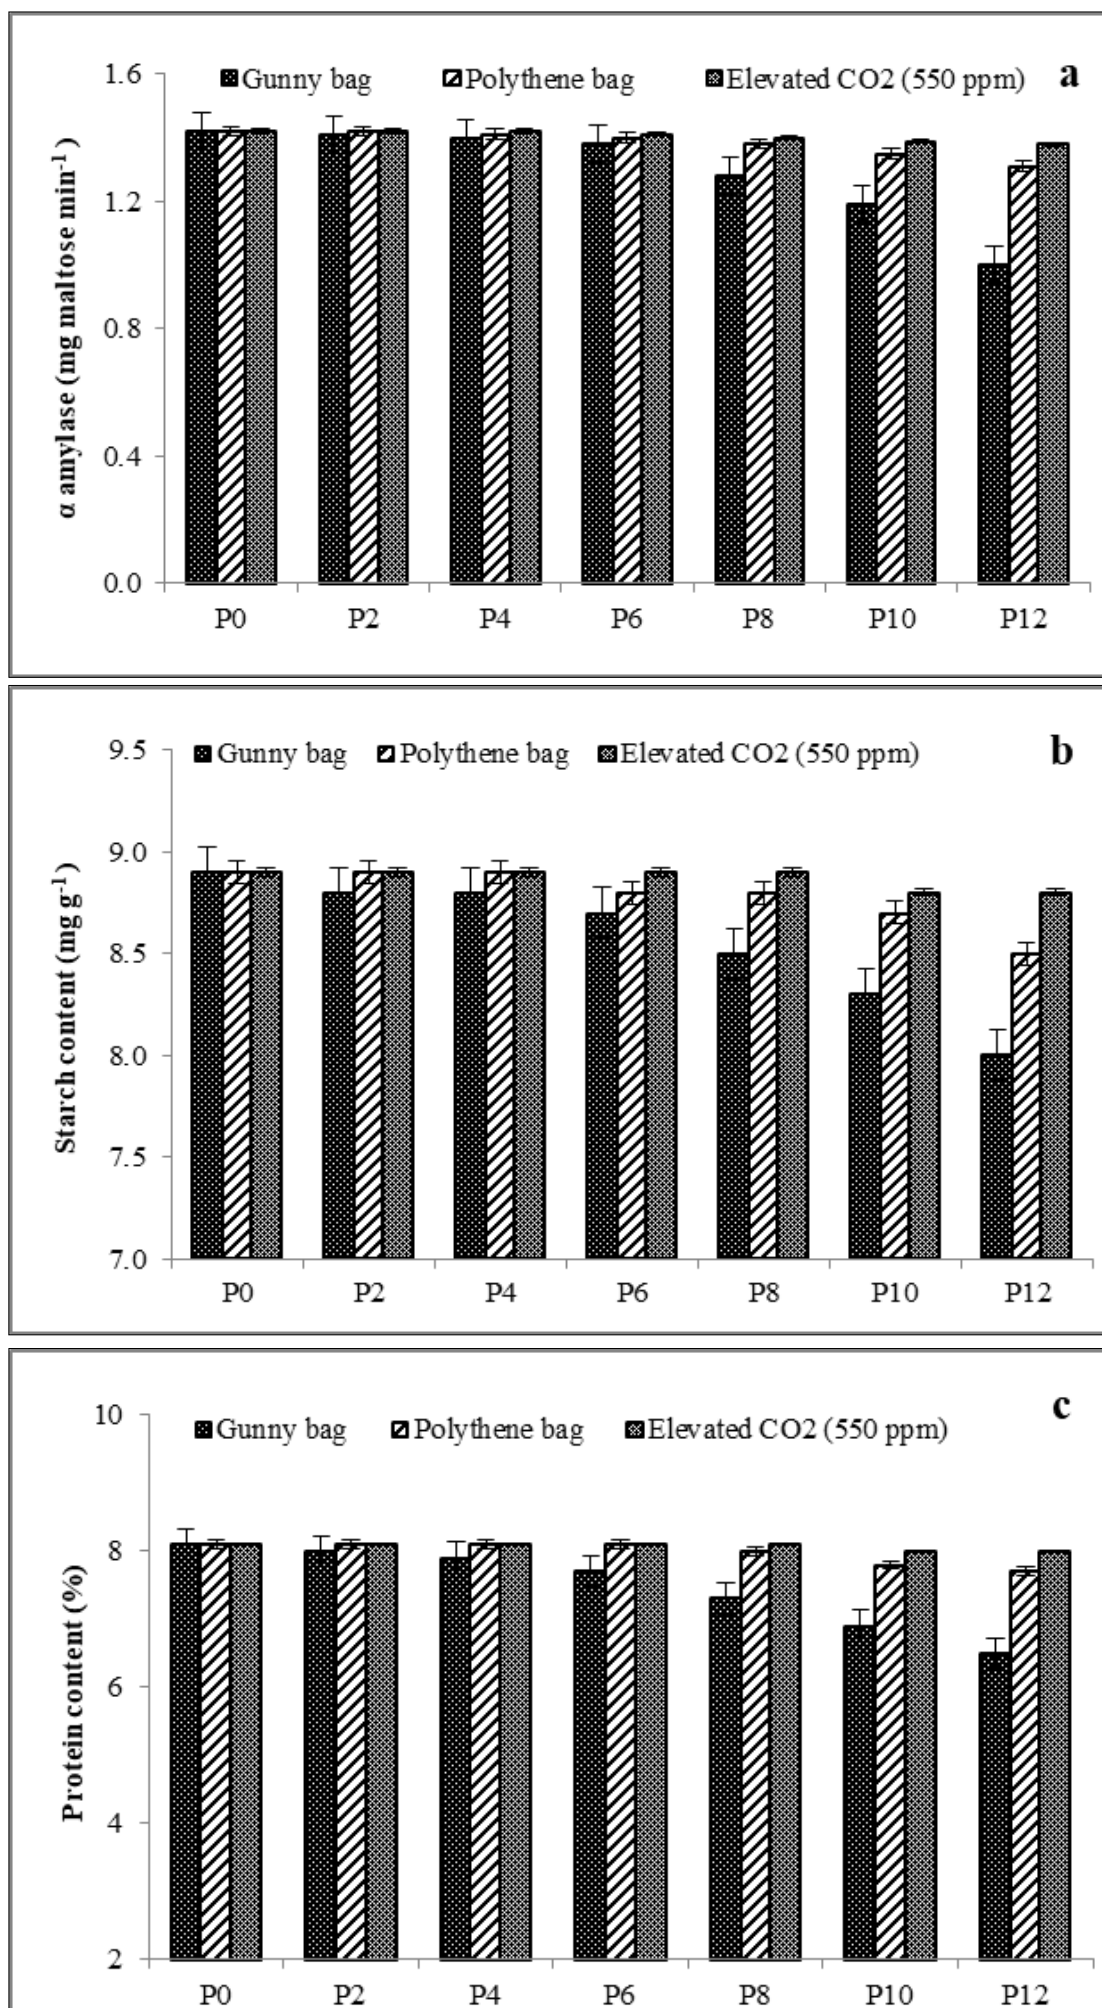 a
Gunny bag Polythene bag Elevated CO2 (550 ppm)
α amylase (mg maltose min⁻¹)
1.6
1.2
0.8
0.4
0.0
P0 P2 P4 P6 P8 P10 P12
b
Gunny bag Polythene bag Elevated CO2 (550 ppm)
Starch content (mg g⁻¹)
9.5
9.0
8.5
8.0
7.5
7.0
P0 P2 P4 P6 P8 P10 P12
c
Gunny bag Polythene bag Elevated CO2 (550 ppm)
Protein content (%)
10
8
6
4
2
P0 P2 P4 P6 P8 P10 P12